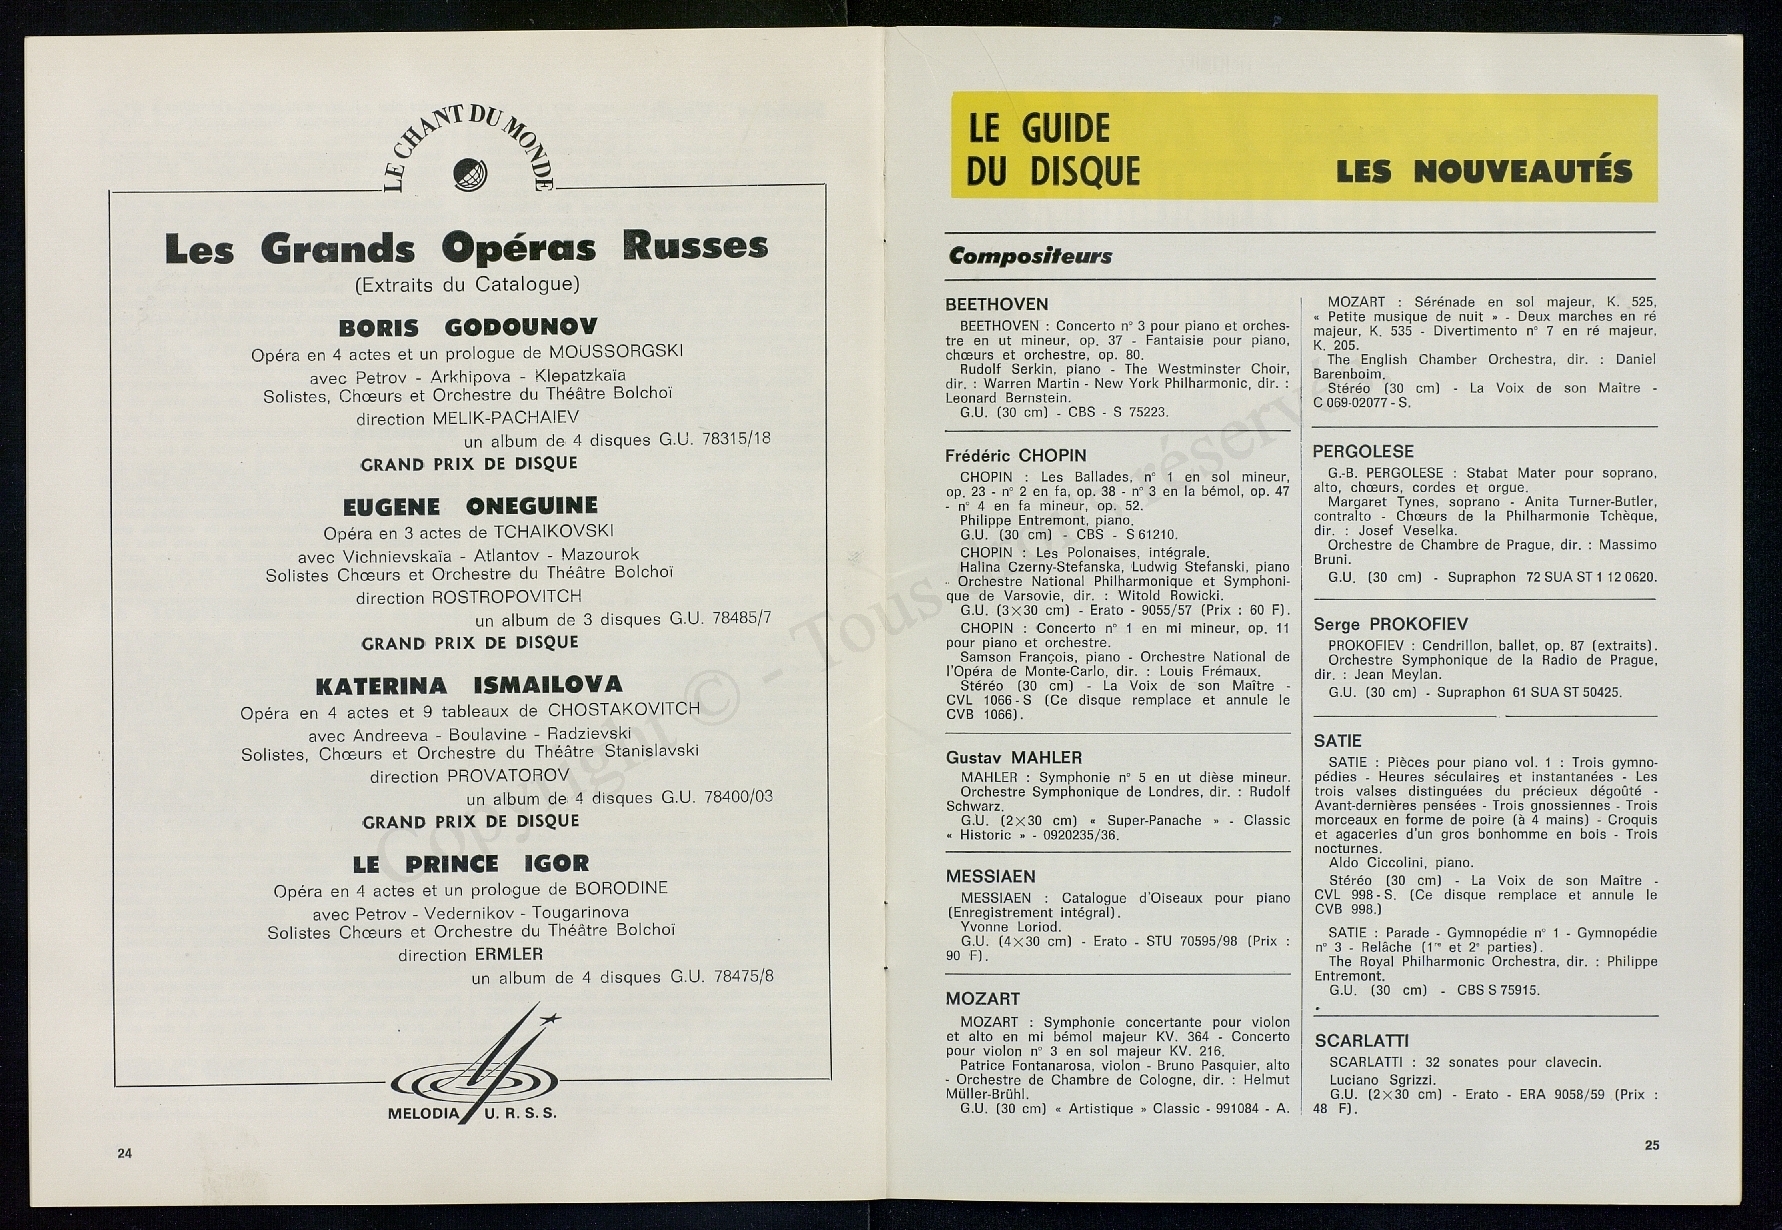 LE CHANT DU MONDE
Les Grands Opéras Russes
(Extraits du Catalogue)
BORIS GODOUNOV
Opéra en 4 actes et un prologue de MOUSSORGSKI
avec Petrov - Arkhipova - Klepatzkaïa
Solistes, Chœurs et Orchestre du Théâtre Bolchoï
direction MELIK-PACHAIEV
un album de 4 disques G.U. 78315/18
GRAND PRIX DE DISQUE
EUGENE ONEGUINE
Opéra en 3 actes de TCHAIKOVSKI
avec Vichnievskaïa - Atlantov - Mazourok
Solistes Chœurs et Orchestre du Théâtre Bolchoï
direction ROSTROPOVITCH
un album de 3 disques G.U. 78485/7
GRAND PRIX DE DISQUE
KATERINA ISMAILOVA
Opéra en 4 actes et 9 tableaux de CHOSTAKOVITCH
avec Andreeva - Boulavine - Radzievski
Solistes, Chœurs et Orchestre du Théâtre Stanislavski
direction PROVATOROV
un album de 4 disques G.U. 78400/03
GRAND PRIX DE DISQUE
LE PRINCE IGOR
Opéra en 4 actes et un prologue de BORODINE
avec Petrov - Vedernikov - Tougarinova
Solistes Chœurs et Orchestre du Théâtre Bolchoï
direction ERMLER
un album de 4 disques G.U. 78475/8
MELODIA U.R.S.S.
24
LE GUIDE
DU DISQUE
LES NOUVEAUTÉS
Compositeurs
BEETHOVEN
BEETHOVEN : Concerto n° 3 pour piano et orches-
tre en ut mineur, op. 37 - Fantaisie pour piano,
chœurs et orchestre, op. 80.
Rudolf Serkin, piano - The Westminster Choir,
dir. : Warren Martin - New York Philharmonic, dir. :
Leonard Bernstein.
G.U. (30 cm) - CBS - S 75223.
Frédéric CHOPIN
CHOPIN : Les Ballades, n° 1 en sol mineur,
op. 23 - n° 2 en fa, op. 38 - n° 3 en la bémol, op. 47
- n° 4 en fa mineur, op. 52.
Philippe Entremont, piano.
G.U. (30 cm) - CBS - S 61210.
CHOPIN : Les Polonaises, intégrale.
Halina Czerny-Stefanska, Ludwig Stefanski, piano
- Orchestre National Philharmonique et Symphoni-
que de Varsovie, dir. : Witold Rowicki.
G.U. (3×30 cm) - Erato - 9055/57 (Prix : 60 F).
CHOPIN : Concerto n° 1 en mi mineur, op. 11
pour piano et orchestre.
Samson François, piano - Orchestre National de
l'Opéra de Monte-Carlo, dir. : Louis Frémaux.
Stéréo (30 cm) - La Voix de son Maître -
CVL 1066-S (Ce disque remplace et annule le
CVB 1066).
Gustav MAHLER
MAHLER : Symphonie n° 5 en ut dièse mineur.
Orchestre Symphonique de Londres, dir. : Rudolf
Schwarz.
G.U. (2×30 cm) « Super-Panache » - Classic
« Historic » - 0920235/36.
MESSIAEN
MESSIAEN : Catalogue d'Oiseaux pour piano
(Enregistrement intégral).
Yvonne Loriod.
G.U. (4×30 cm) - Erato - STU 70595/98 (Prix :
90 F).
MOZART
MOZART : Symphonie concertante pour violon
et alto en mi bémol majeur KV. 364 - Concerto
pour violon n° 3 en sol majeur KV. 216.
Patrice Fontanarosa, violon - Bruno Pasquier, alto
- Orchestre de Chambre de Cologne, dir. : Helmut
Müller-Brühl.
G.U. (30 cm) « Artistique » Classic - 991084 - A.
MOZART : Sérénade en sol majeur, K. 525,
« Petite musique de nuit » - Deux marches en ré
majeur, K. 535 - Divertimento n° 7 en ré majeur,
K. 205.
The English Chamber Orchestra, dir. : Daniel
Barenboim.
Stéréo (30 cm) - La Voix de son Maître -
C 069-02077 - S.
PERGOLESE
G.-B. PERGOLESE : Stabat Mater pour soprano,
alto, chœurs, cordes et orgue.
Margaret Tynes, soprano - Anita Turner-Butler,
contralto - Chœurs de la Philharmonie Tchèque,
dir. : Josef Veselka.
Orchestre de Chambre de Prague, dir. : Massimo
Bruni.
G.U. (30 cm) - Supraphon 72 SUA ST 1 12 0620.
Serge PROKOFIEV
PROKOFIEV : Cendrillon, ballet, op. 87 (extraits).
Orchestre Symphonique de la Radio de Prague,
dir. : Jean Meylan.
G.U. (30 cm) - Supraphon 61 SUA ST 50425.
SATIE
SATIE : Pièces pour piano vol. 1 : Trois gymno-
pédies - Heures séculaires et instantanées - Les
trois valses distinguées du précieux dégoûté -
Avant-dernières pensées - Trois gnossiennes - Trois
morceaux en forme de poire (à 4 mains) - Croquis
et agaceries d'un gros bonhomme en bois - Trois
nocturnes.
Aldo Ciccolini, piano.
Stéréo (30 cm) - La Voix de son Maître -
CVL 998-S. (Ce disque remplace et annule le
CVB 998.)
SATIE : Parade - Gymnopédie n° 1 - Gymnopédie
n° 3 - Relâche (1re et 2e parties).
The Royal Philharmonic Orchestra, dir. : Philippe
Entremont.
G.U. (30 cm) - CBS S 75915.
SCARLATTI
SCARLATTI : 32 sonates pour clavecin.
Luciano Sgrizzi.
G.U. (2×30 cm) - Erato - ERA 9058/59 (Prix :
48 F).
25
Copyright © - Tous droits réservés